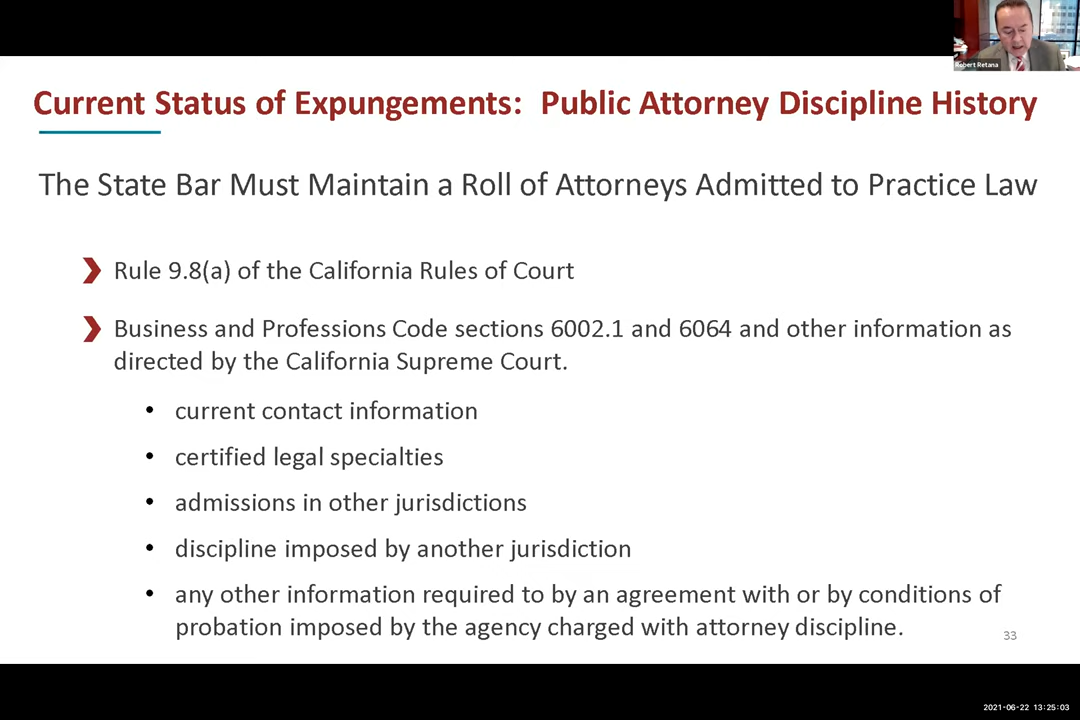 Robert Retana
Current Status of Expungements: Public Attorney Discipline History
The State Bar Must Maintain a Roll of Attorneys Admitted to Practice Law
Rule 9.8(a) of the California Rules of Court
Business and Professions Code sections 6002.1 and 6064 and other information as
directed by the California Supreme Court.
• current contact information
• certified legal specialties
• admissions in other jurisdictions
• discipline imposed by another jurisdiction
• any other information required to by an agreement with or by conditions of
probation imposed by the agency charged with attorney discipline.
33
2021-06-22 13:25:03